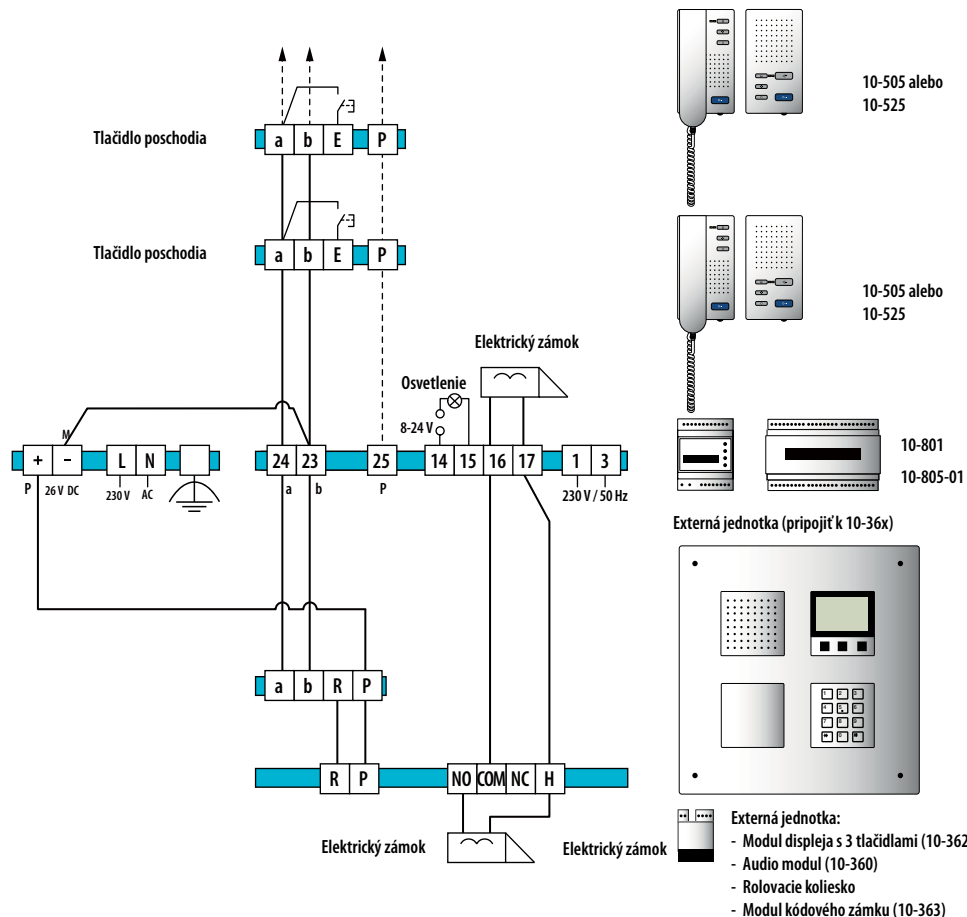 Tlačidlo poschodia
a b E P
10-505 alebo
10-525
Tlačidlo poschodia
a b E P
10-505 alebo
10-525
Elektrický zámok
Osvetlenie
8-24 V
M
+ - L N
24 23 25 14 15 16 17 1 3
P 26 V DC 230 V AC
a b P 230 V / 50 Hz
10-801
10-805-01
Externá jednotka (pripojiť k 10-36x)
a b R P
R P NO COM NC H
Elektrický zámok
Elektrický zámok
Externá jednotka:
- Modul displeja s 3 tlačidlami (10-362
- Audio modul (10-360)
- Rolovacie koliesko
- Modul kódového zámku (10-363)